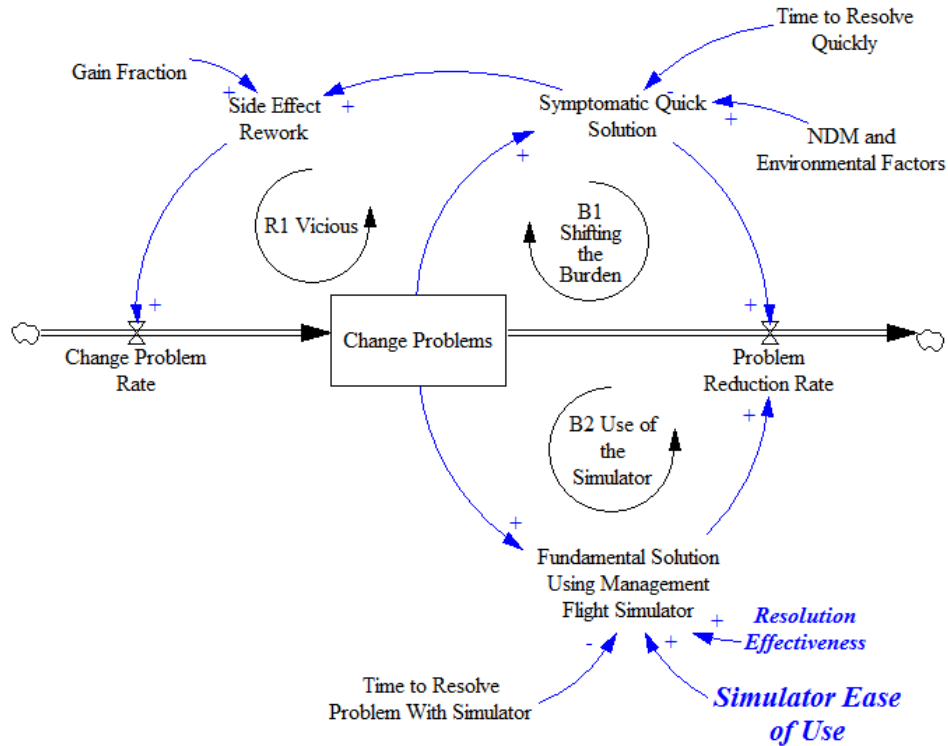 Time to Resolve
Quickly
Gain Fraction
+
Side Effect
Rework
+
Symptomatic Quick
Solution
-
+
NDM and
Environmental Factors
+
R1 Vicious
B1
Shifting
the
Burden
+
+
Change Problem
Rate
Change Problems
Problem
Reduction Rate
+
B2 Use of
the
Simulator
+
Fundamental Solution
Using Management
Flight Simulator
-
+
+
Resolution
Effectiveness
Time to Resolve
Problem With Simulator
Simulator Ease
of Use